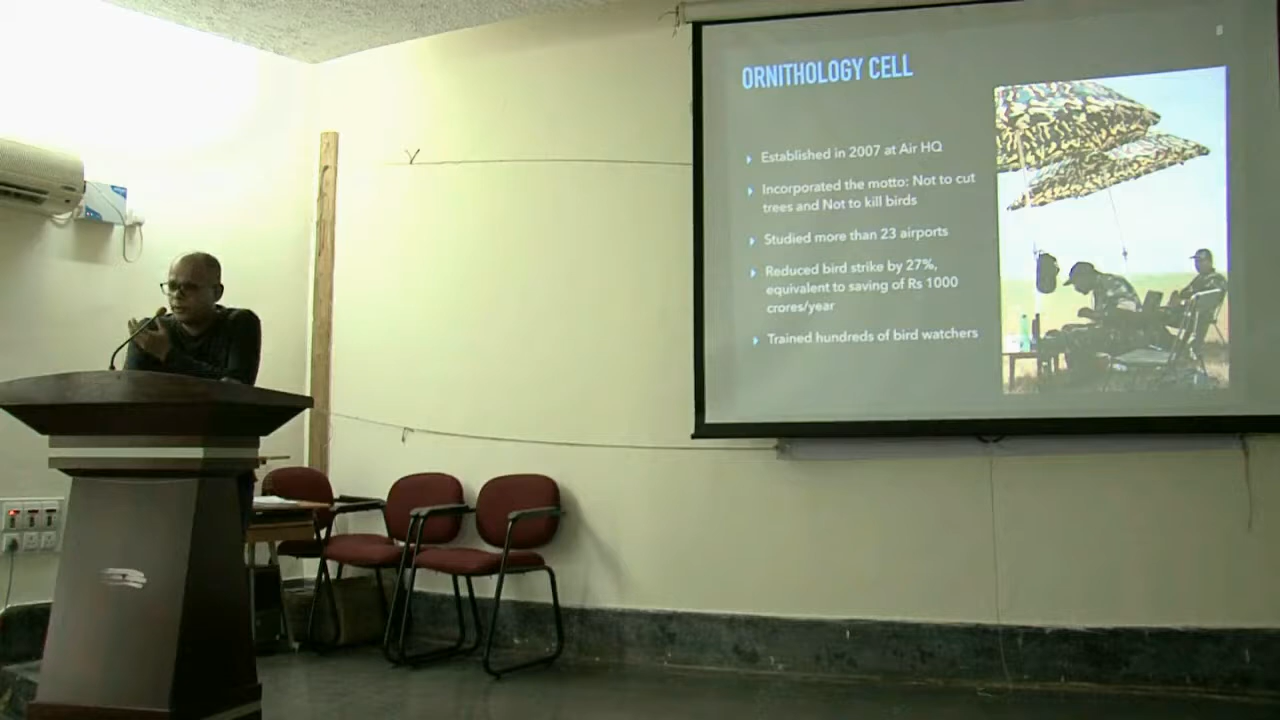 8
ORNITHOLOGY CELL
Established in 2007 at Air HQ
Incorporated the motto: Not to cut
trees and Not to kill birds
Studied more than 23 airports
Reduced bird strike by 27%,
equivalent to saving of Rs 1000
crores/year
Trained hundreds of bird watchers